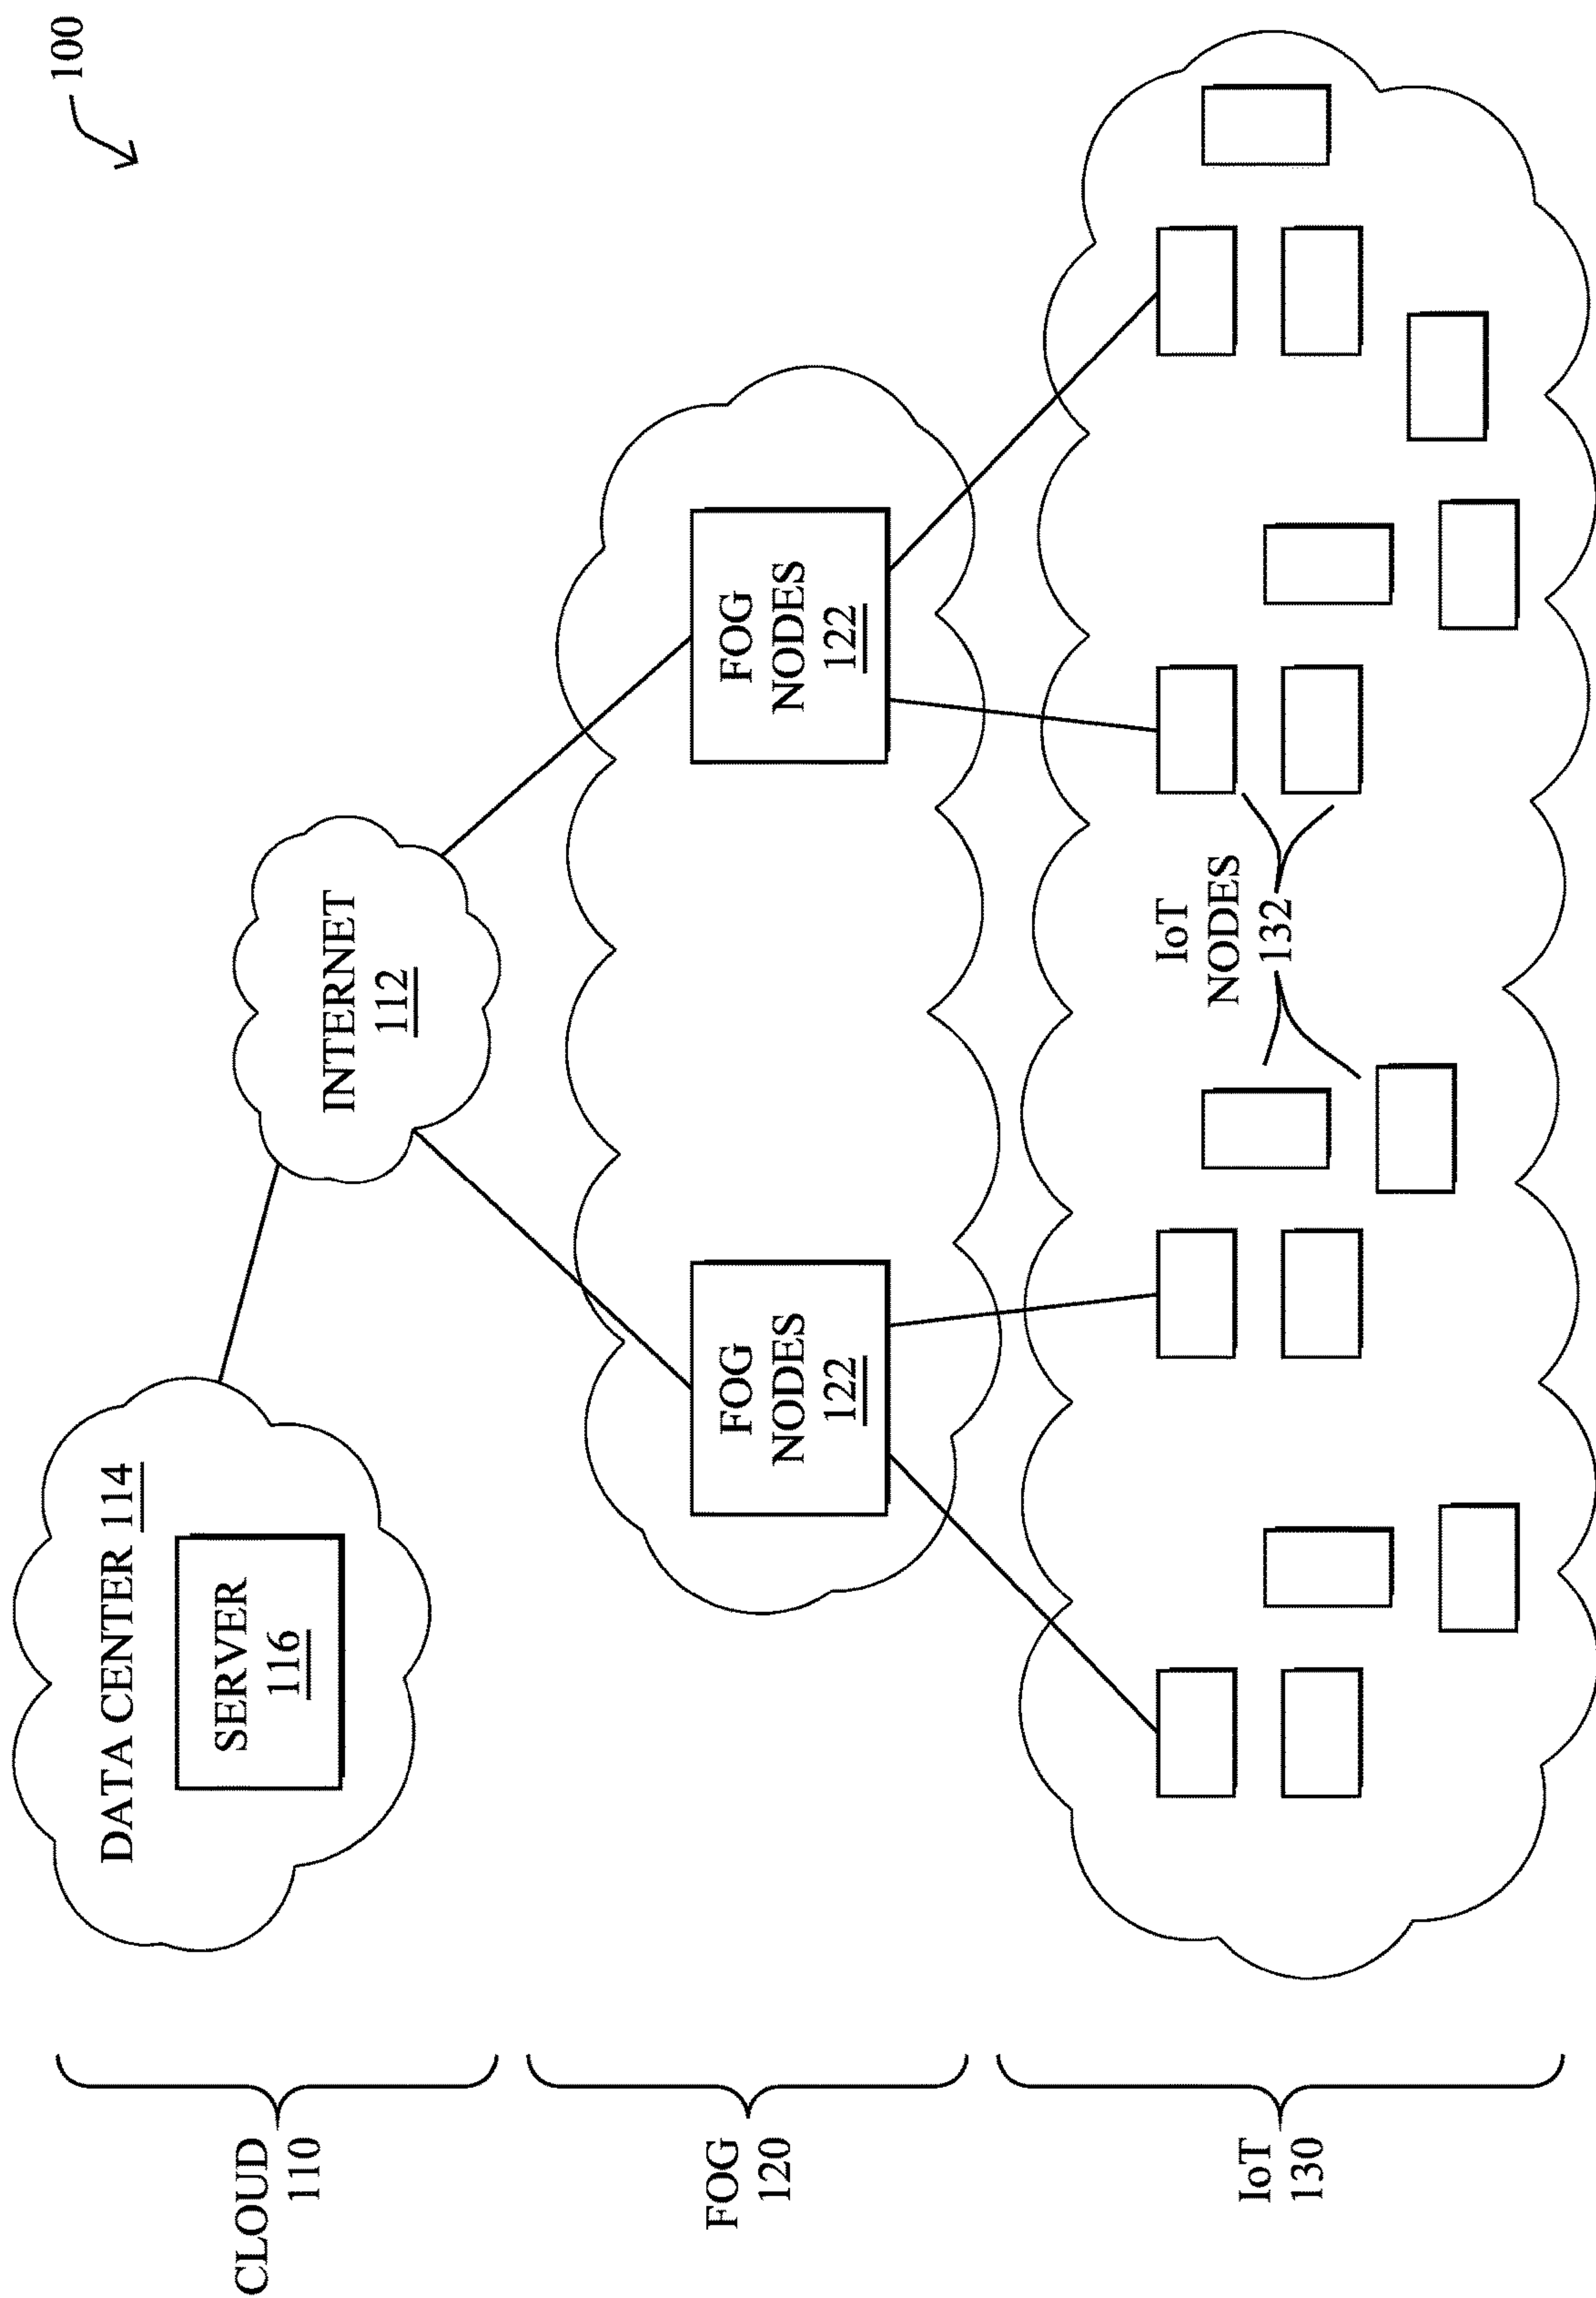 100
CLOUD
110
DATA CENTER 114
SERVER
116
INTERNET
112
FOG
120
FOG
NODES
122
FOG
NODES
122
IoT
130
IoT
NODES
132